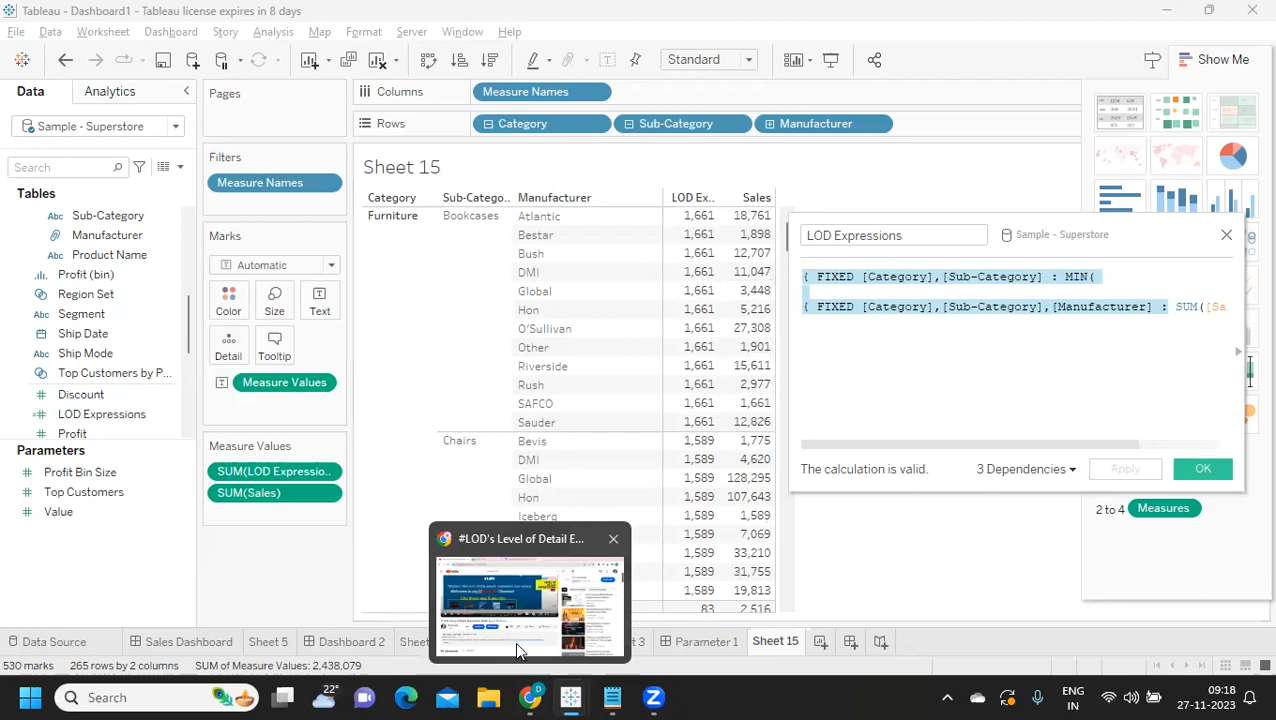 Tableau - Dashboard1 - Tableau license expires in 8 days
File Data Worksheet Dashboard Story Analysis Map Format Server Window Help
Standard
Show Me
Data Analytics
Sample - Superstore
Search
Tables
Abc Sub-Category
Manufacturer
Abc Product Name
Profit (bin)
Region Set
Abc Segment
Ship Date
Abc Ship Mode
Top Customers by P...
Discount
LOD Expressions
Profit
Parameters
Profit Bin Size
Top Customers
Value
Pages
Filters
Measure Names
Marks
Automatic
Color Size Text
Detail Tooltip
Measure Values
Measure Values
SUM(LOD Expressio..
SUM(Sales)
Columns Measure Names
Rows Category Sub-Category Manufacturer
Sheet 15
Category Sub-Catego.. Manufacturer LOD Ex.. Sales
Furniture Bookcases Atlantic 1,661 18,761
Bestar 1,661 1,898
Bush 1,661 12,707
DMI 1,661 11,047
Global 1,661 3,448
Hon 1,661 5,216
O'Sullivan 1,661 27,308
Other 1,661 1,901
Riverside 1,661 15,611
Rush 1,661 2,977
SAFCO 1,661 1,661
Sauder 1,661 12,826
Chairs Bevis 1,589 1,775
DMI 1,589 4,620
Global 1,589 128,295
Hon 1,589 107,643
Iceberg 1,589 1,589
1,589 7,069
1,589 33,210
1,589 31,755
1,589 19,813
83 2,516
LOD Expressions Sample - Superstore
{ FIXED [Category],[Sub-Category] : MIN(
{ FIXED [Category],[Sub-Category],[Manufacturer] : SUM([Sa
The calculation is valid. 3 Dependencies Apply OK
2 to 4 Measures
#LOD's Level of Detail E...
Data Source Sales Dashboard Sheet 5 Dashboard 2 Parameter 1 Sheet 15
530 marks 265 rows by 2 columns SUM of Measure Values: 2,438,079
Search
22°
ENG
IN
09:18
27-11-2023